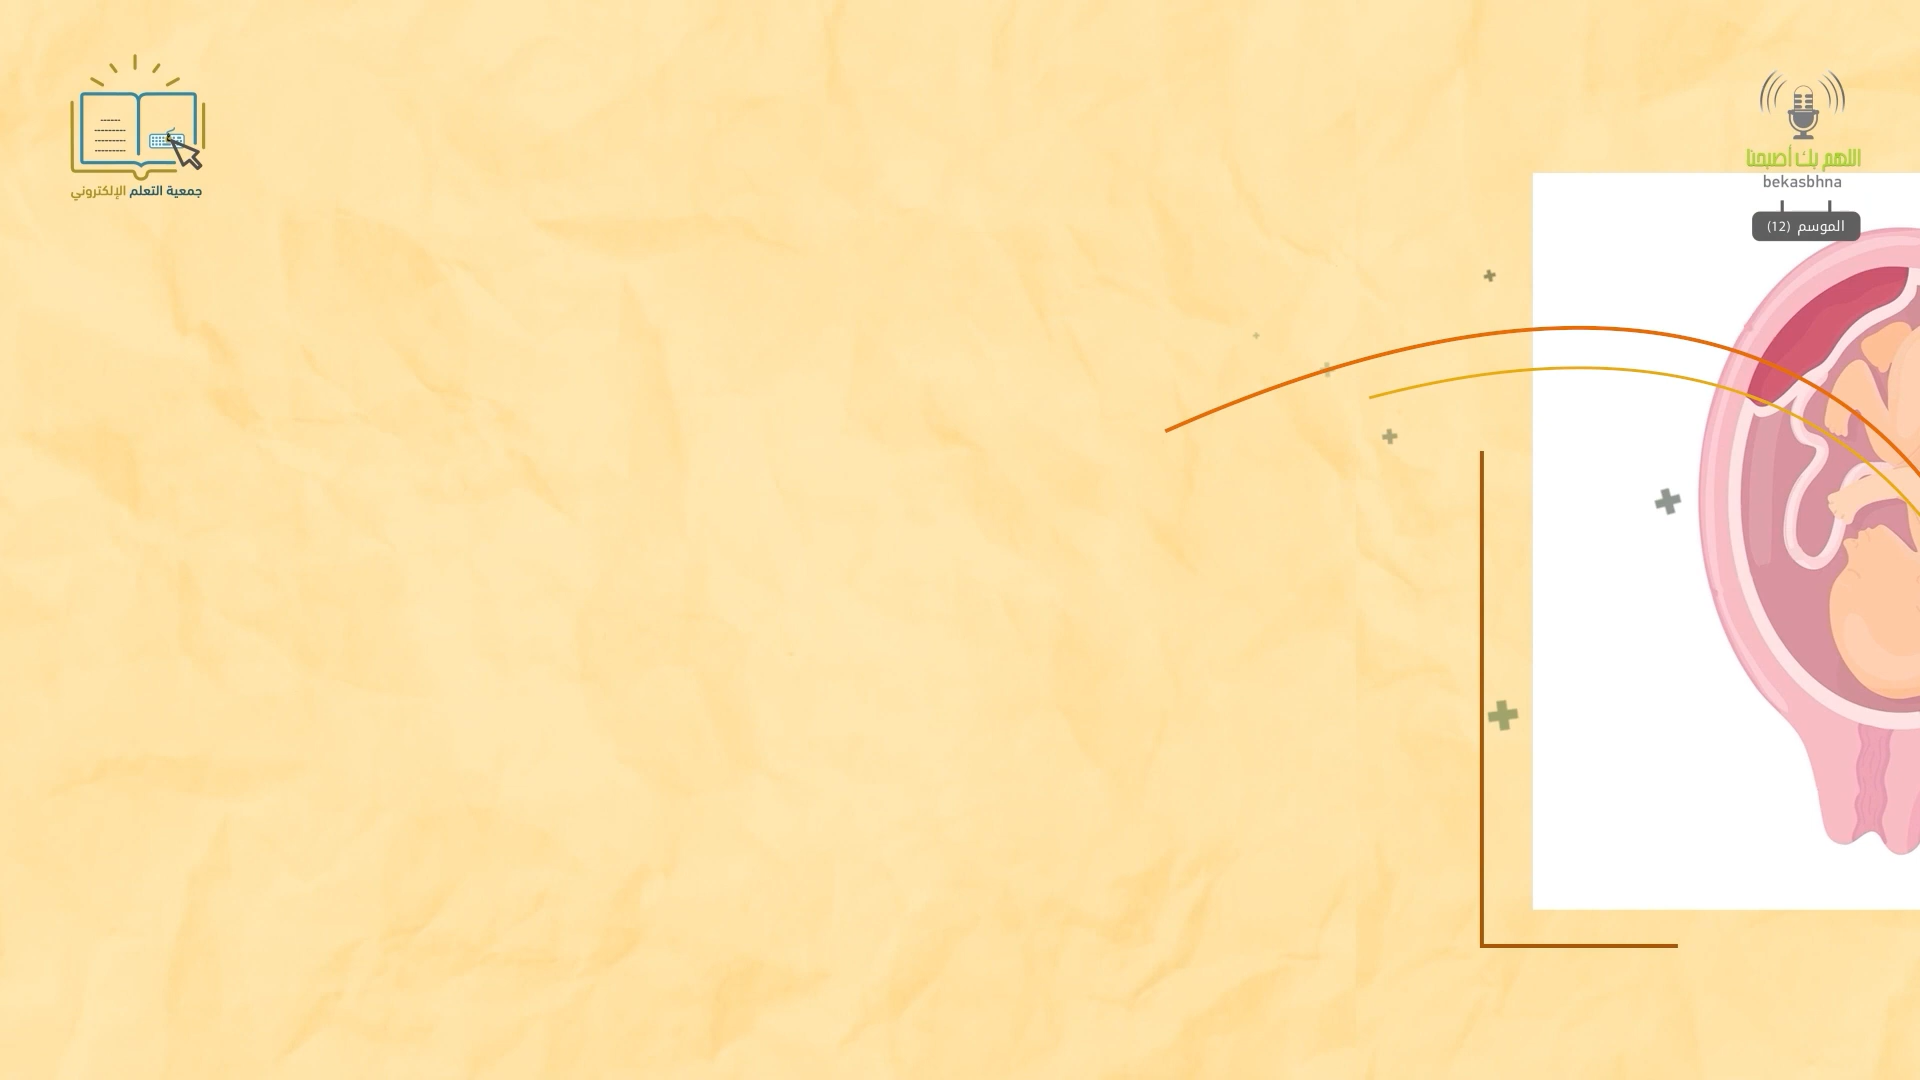 اللهم بك أصبحنا
bekasbhna
الموسم (12)
جمعية التعلم الإلكتروني